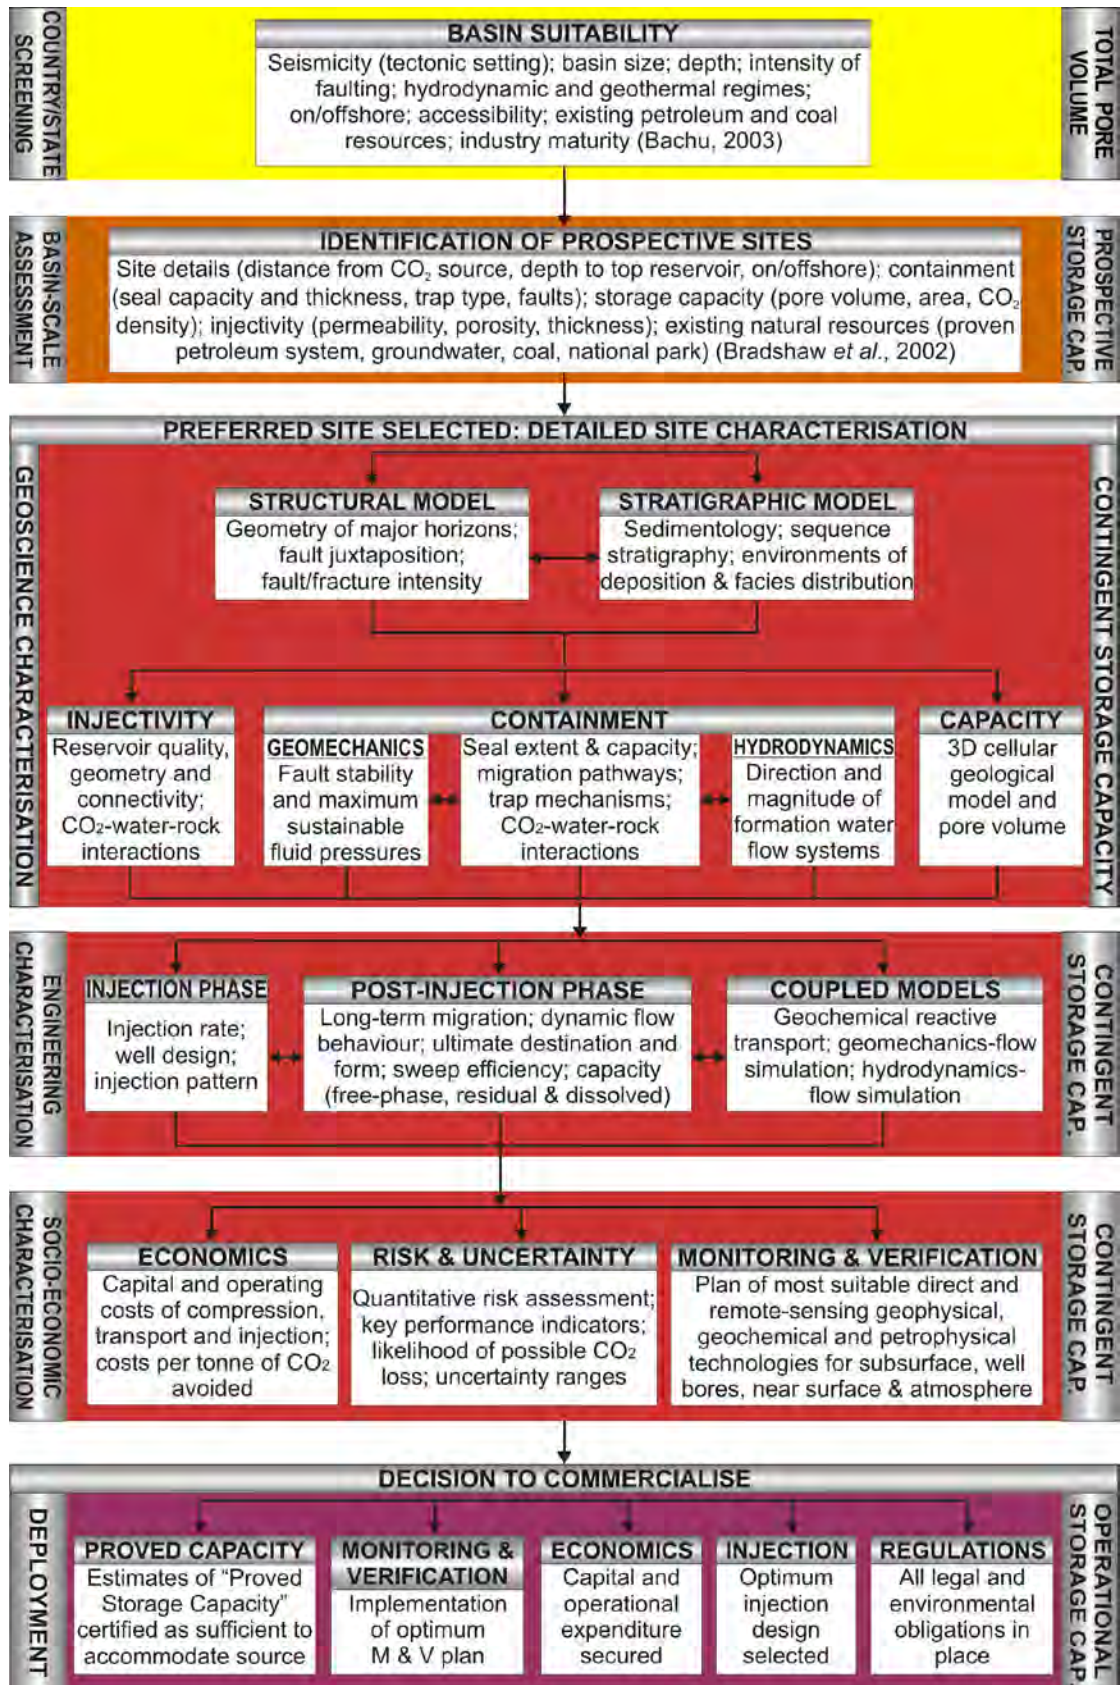 COUNTRY/STATE
SCREENING
BASIN SUITABILITY
Seismicity (tectonic setting); basin size; depth; intensity of
faulting; hydrodynamic and geothermal regimes;
on/offshore; accessibility; existing petroleum and coal
resources; industry maturity (Bachu, 2003)
TOTAL PORE
VOLUME
BASIN-SCALE
ASSESSMENT
IDENTIFICATION OF PROSPECTIVE SITES
Site details (distance from CO₂ source, depth to top reservoir, on/offshore); containment
(seal capacity and thickness, trap type, faults); storage capacity (pore volume, area, CO₂
density); injectivity (permeability, porosity, thickness); existing natural resources (proven
petroleum system, groundwater, coal, national park) (Bradshaw et al., 2002)
PROSPECTIVE
STORAGE CAP.
PREFERRED SITE SELECTED: DETAILED SITE CHARACTERISATION
GEOSCIENCE CHARACTERISATION
STRUCTURAL MODEL
Geometry of major horizons;
fault juxtaposition;
fault/fracture intensity
STRATIGRAPHIC MODEL
Sedimentology; sequence
stratigraphy; environments of
deposition & facies distribution
CONTINGENT STORAGE CAPACITY
INJECTIVITY
Reservoir quality,
geometry and
connectivity;
CO₂-water-rock
interactions
CONTAINMENT
GEOMECHANICS
Fault stability
and maximum
sustainable
fluid pressures
Seal extent & capacity;
migration pathways;
trap mechanisms;
CO₂-water-rock
interactions
HYDRODYNAMICS
Direction and
magnitude of
formation water
flow systems
CAPACITY
3D cellular
geological
model and
pore volume
ENGINEERING
CHARACTERISATION
INJECTION PHASE
Injection rate;
well design;
injection pattern
POST-INJECTION PHASE
Long-term migration; dynamic flow
behaviour; ultimate destination and
form; sweep efficiency; capacity
(free-phase, residual & dissolved)
COUPLED MODELS
Geochemical reactive
transport; geomechanics-flow
simulation; hydrodynamics-
flow simulation
CONTINGENT
STORAGE CAP.
SOCIO-ECONOMIC
CHARACTERISATION
ECONOMICS
Capital and operating
costs of compression,
transport and injection;
costs per tonne of CO₂
avoided
RISK & UNCERTAINTY
Quantitative risk assessment;
key performance indicators;
likelihood of possible CO₂
loss; uncertainty ranges
MONITORING & VERIFICATION
Plan of most suitable direct and
remote-sensing geophysical,
geochemical and petrophysical
technologies for subsurface, well
bores, near surface & atmosphere
CONTINGENT
STORAGE CAP.
DECISION TO COMMERCIALISE
DEPLOYMENT
PROVED CAPACITY
Estimates of "Proved
Storage Capacity"
certified as sufficient to
accommodate source
MONITORING &
VERIFICATION
Implementation
of optimum
M & V plan
ECONOMICS
Capital and
operational
expenditure
secured
INJECTION
Optimum
injection
design
selected
REGULATIONS
All legal and
environmental
obligations in
place
OPERATIONAL
STORAGE CAP.